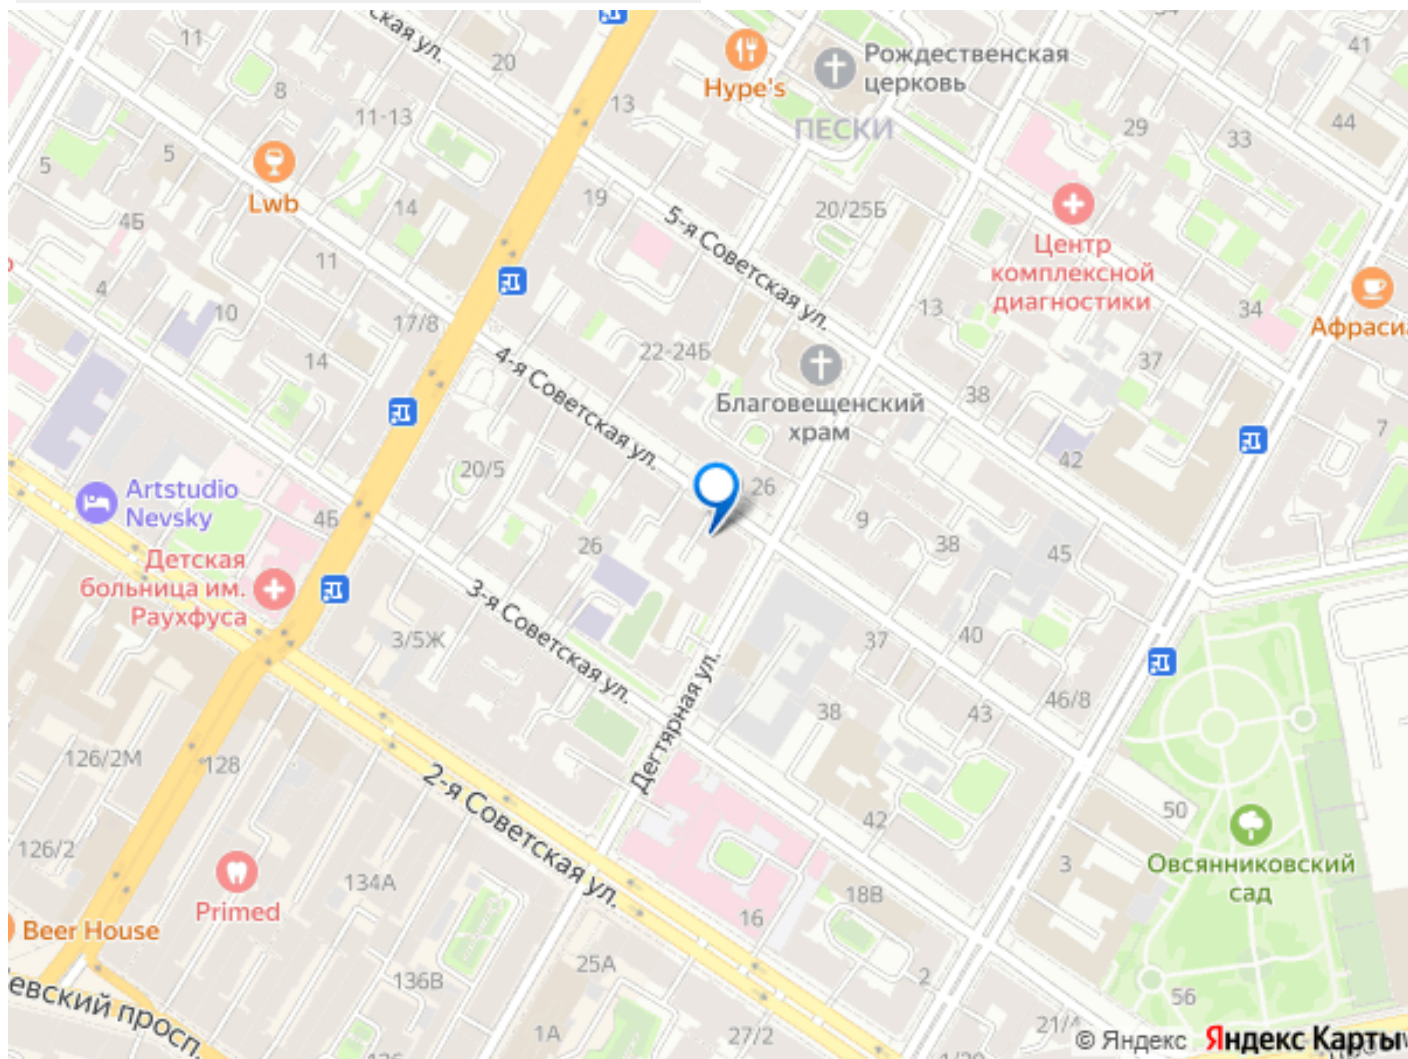 ская ул.
11
20
8
11-13
13
5
5
Lwb
4Б
14
19
11
4
10
17/8
14
Hype's
Рождественская
церковь
ПЕСКИ
41
44
29
33
20/25Б
5-я Советская ул.
Центр
комплексной
диагностики
13
34
Афраси
37
38
7
42
22-24Б
4-я Советская ул.
Благовещенский
храм
26
9
38
45
Artstudio
Nevsky
4Б
20/5
Детская
больница им.
Раухфуса
26
3-я Советская ул.
3/5Ж
Дегтярная ул.
37
40
38
43
46/8
126/2М
128
2-я Советская ул.
42
50
3
Овсянниковский
сад
126/2
134А
Primed
Beer House
18В
16
2
56
136В
25А
1А
27/2
евский просп.
© Яндекс Яндекс Карты